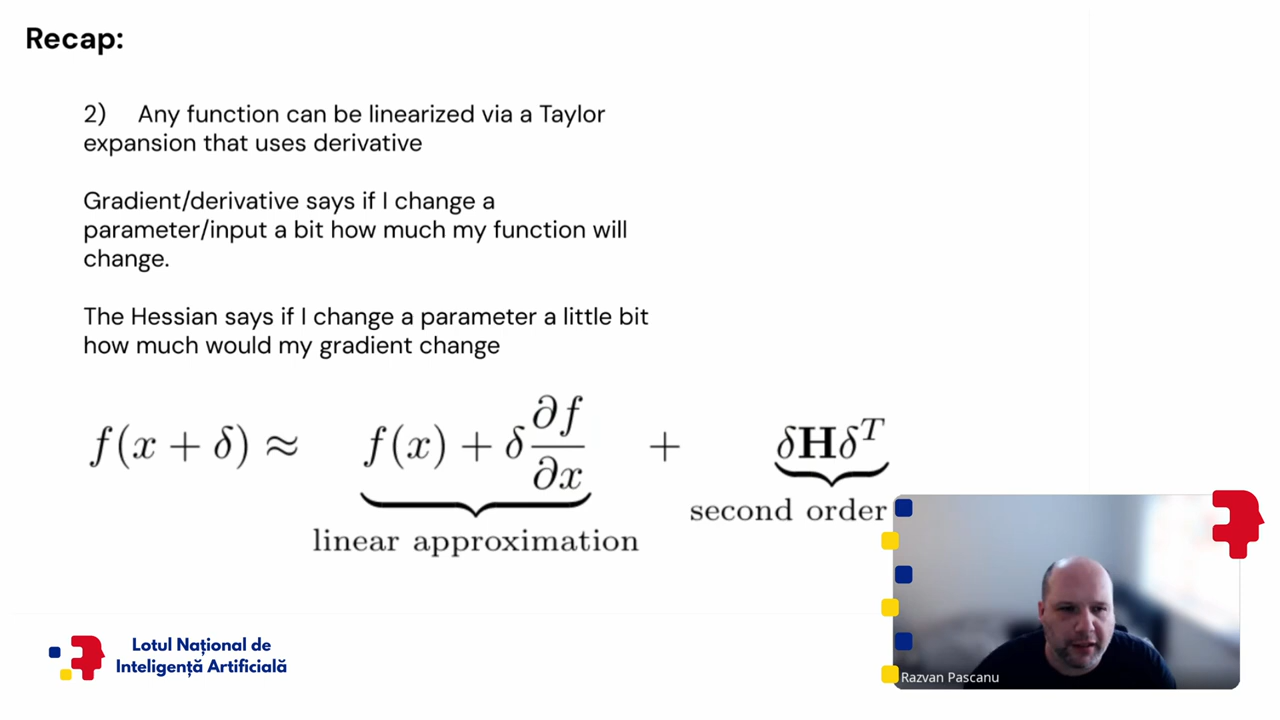 Recap:
2) Any function can be linearized via a Taylor
expansion that uses derivative
Gradient/derivative says if I change a
parameter/input a bit how much my function will
change.
The Hessian says if I change a parameter a little bit
how much would my gradient change
f(x + δ) ≈ f(x) + δ ∂f/∂x + δHδ^T
linear approximation
second order
Lotul Național de
Inteligență Artificială
Razvan Pascanu